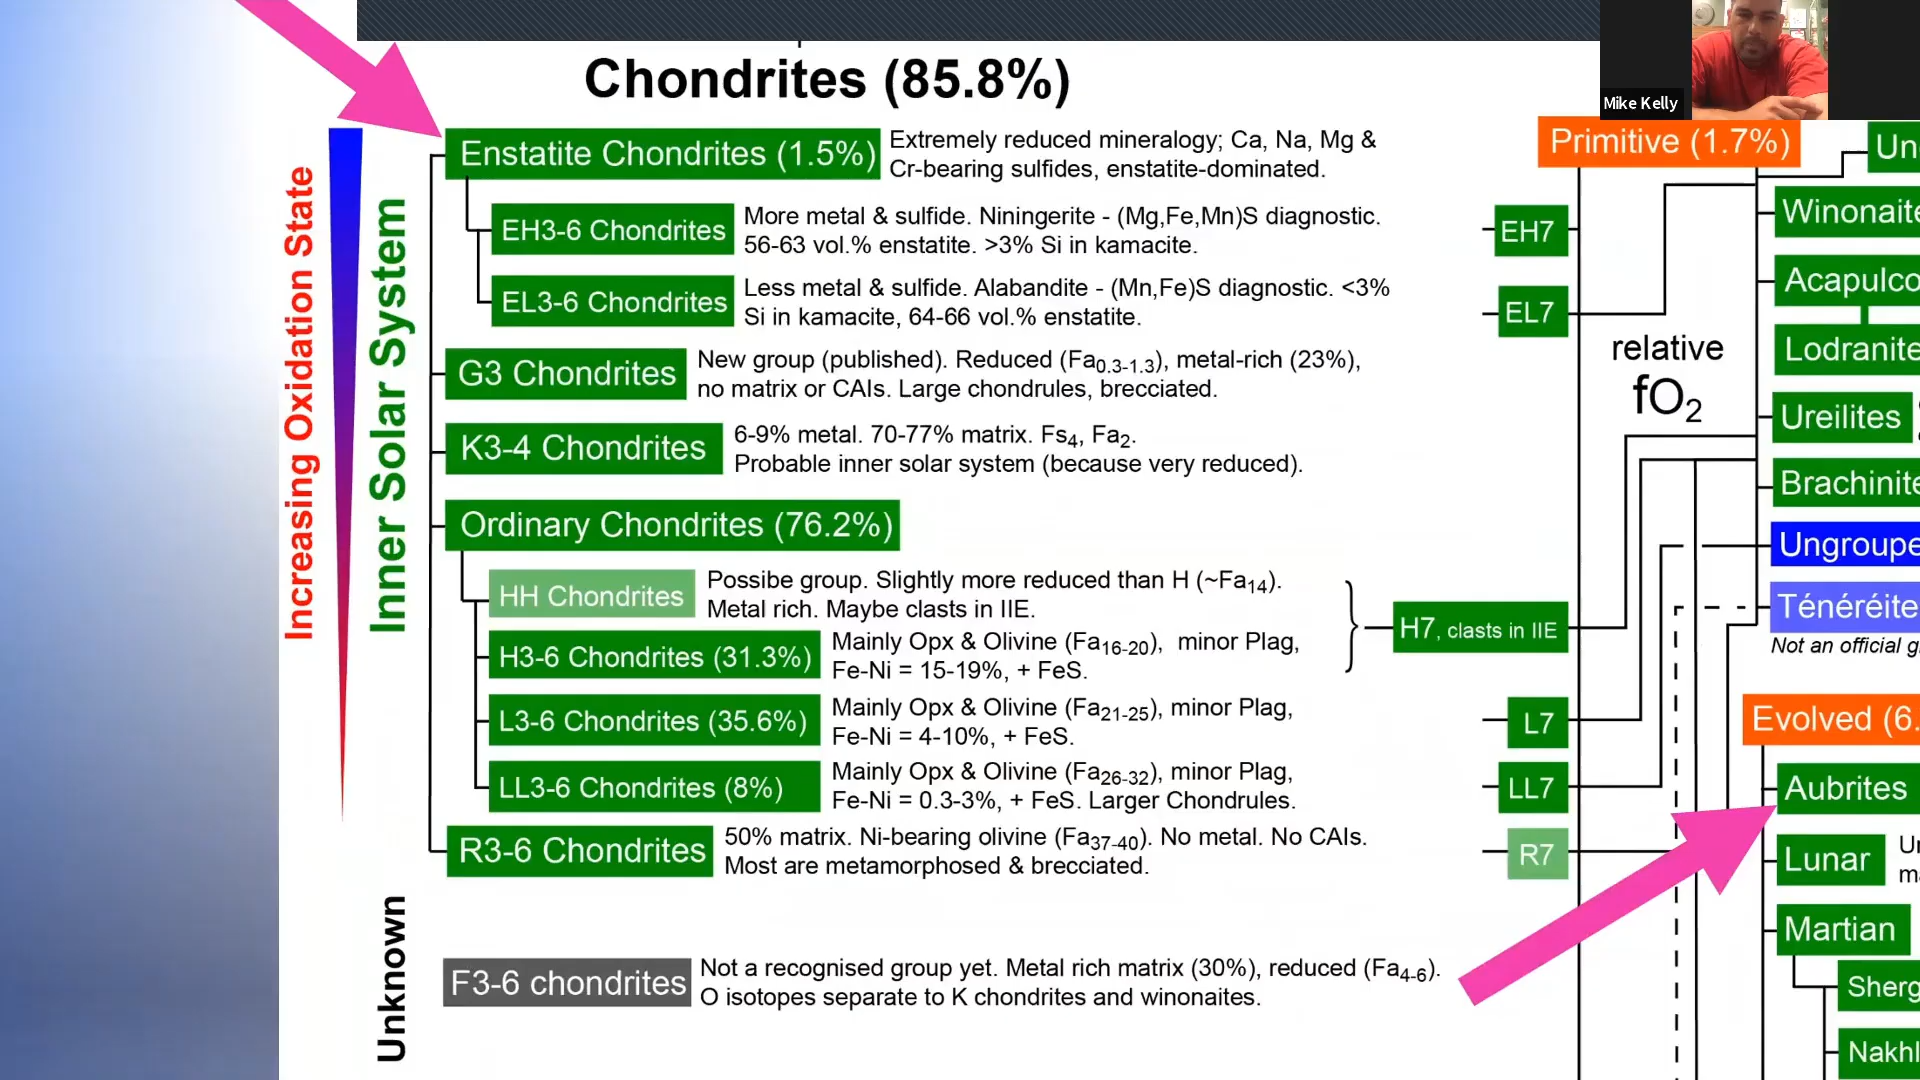 Chondrites (85.8%)
Mike Kelly
Increasing Oxidation State
Inner Solar System
Enstatite Chondrites (1.5%)
Extremely reduced mineralogy; Ca, Na, Mg &
Cr-bearing sulfides, enstatite-dominated.
EH3-6 Chondrites
More metal & sulfide. Niningerite - (Mg,Fe,Mn)S diagnostic.
56-63 vol.% enstatite. >3% Si in kamacite.
EL3-6 Chondrites
Less metal & sulfide. Alabandite - (Mn,Fe)S diagnostic. <3%
Si in kamacite, 64-66 vol.% enstatite.
G3 Chondrites
New group (published). Reduced (Fa0.3-1.3), metal-rich (23%),
no matrix or CAIs. Large chondrules, brecciated.
K3-4 Chondrites
6-9% metal. 70-77% matrix. Fs4, Fa2.
Probable inner solar system (because very reduced).
Ordinary Chondrites (76.2%)
HH Chondrites
Possibe group. Slightly more reduced than H (~Fa14).
Metal rich. Maybe clasts in IIE.
H3-6 Chondrites (31.3%)
Mainly Opx & Olivine (Fa16-20), minor Plag,
Fe-Ni = 15-19%, + FeS.
L3-6 Chondrites (35.6%)
Mainly Opx & Olivine (Fa21-25), minor Plag,
Fe-Ni = 4-10%, + FeS.
LL3-6 Chondrites (8%)
Mainly Opx & Olivine (Fa26-32), minor Plag,
Fe-Ni = 0.3-3%, + FeS. Larger Chondrules.
R3-6 Chondrites
50% matrix. Ni-bearing olivine (Fa37-40). No metal. No CAIs.
Most are metamorphosed & brecciated.
Unknown
F3-6 chondrites
Not a recognised group yet. Metal rich matrix (30%), reduced (Fa4-6).
O isotopes separate to K chondrites and winonaites.
EH7
EL7
H7, clasts in IIE
L7
LL7
R7
relative
fO2
Primitive (1.7%)
Un
Winonaite
Acapulco
Lodranite
Ureilites
Brachinite
Ungroupe
Ténéréite
Not an official g
Evolved (6.
Aubrites
Lunar
Un
m
Martian
Sherg
Nakhl